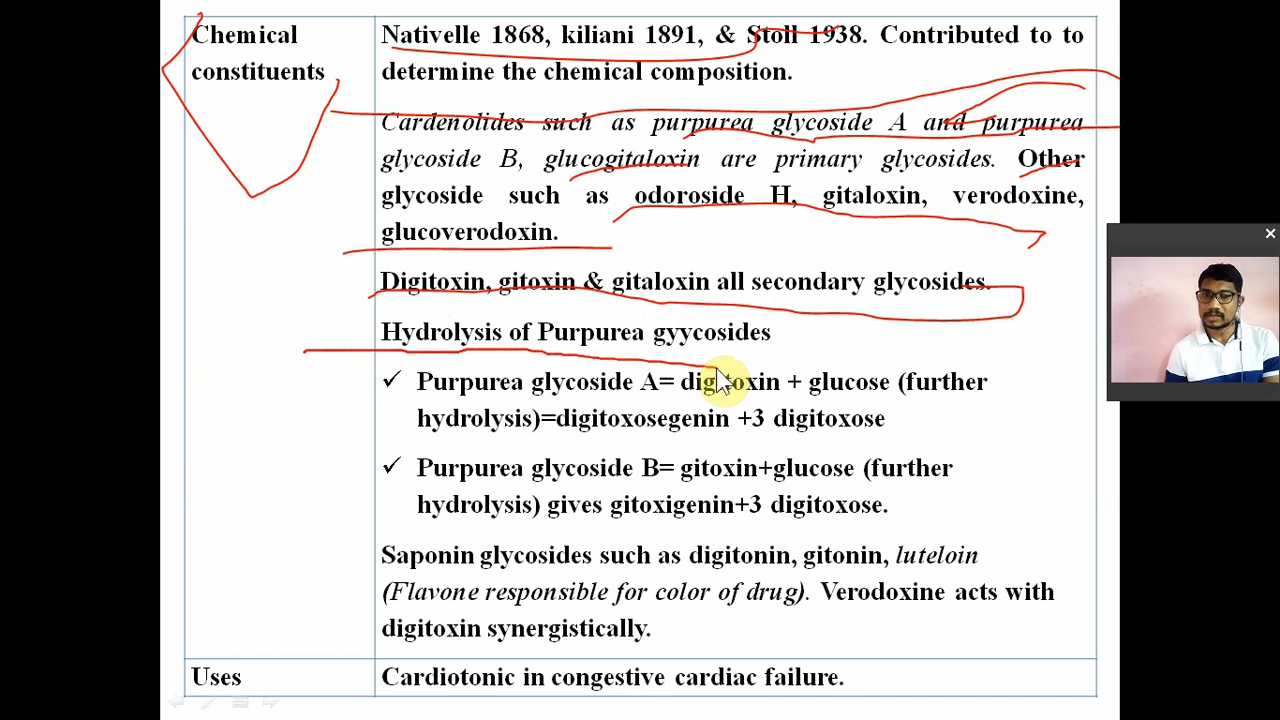 Chemical
constituents
Nativelle 1868, kiliani 1891, & Stoll 1938. Contributed to to
determine the chemical composition.
Cardenolides such as purpurea glycoside A and purpurea
glycoside B, glucogitaloxin are primary glycosides. Other
glycoside such as odoroside H, gitaloxin, verodoxine,
glucoverodoxin.
Digitoxin, gitoxin & gitaloxin all secondary glycosides.
Hydrolysis of Purpurea gyycosides
✓ Purpurea glycoside A= digitoxin + glucose (further
hydrolysis)=digitoxosegenin +3 digitoxose
✓ Purpurea glycoside B= gitoxin+glucose (further
hydrolysis) gives gitoxigenin+3 digitoxose.
Saponin glycosides such as digitonin, gitonin, luteloin
(Flavone responsible for color of drug). Verodoxine acts with
digitoxin synergistically.
Uses
Cardiotonic in congestive cardiac failure.